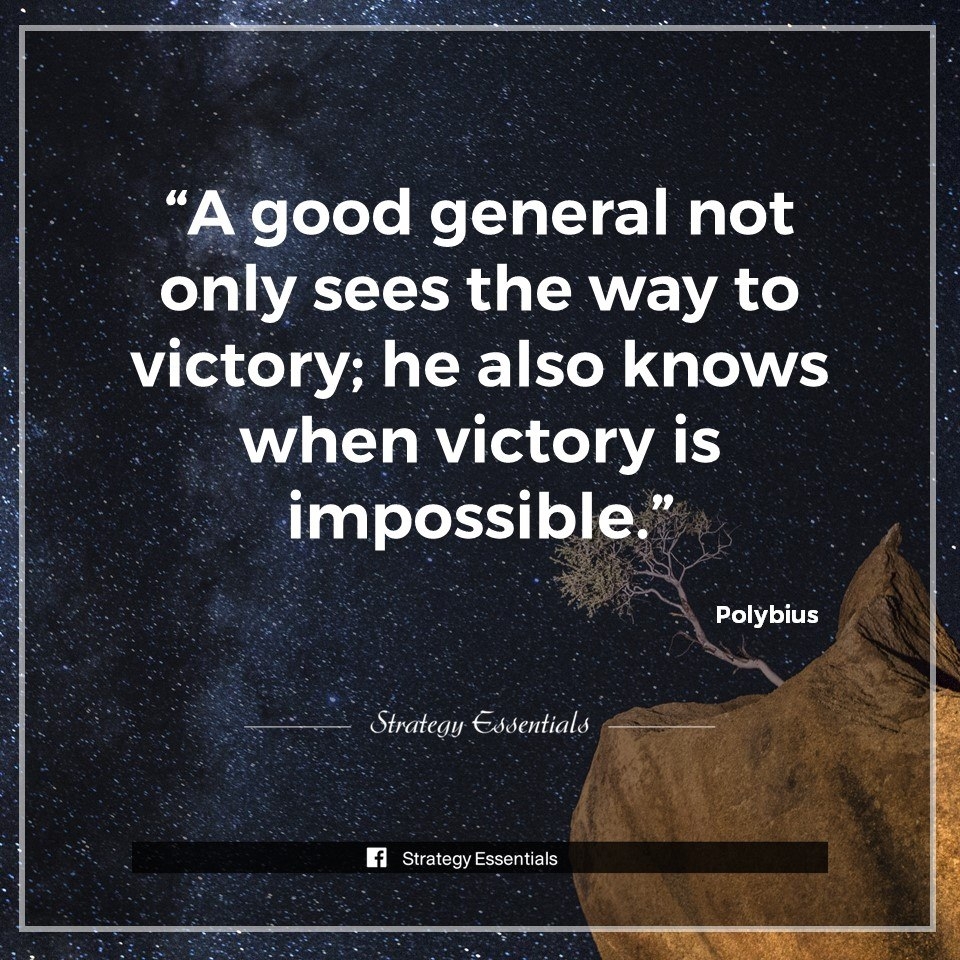 “A good general not
only sees the way to
victory; he also knows
when victory is
impossible.”
Polybius
Strategy Essentials
Strategy Essentials